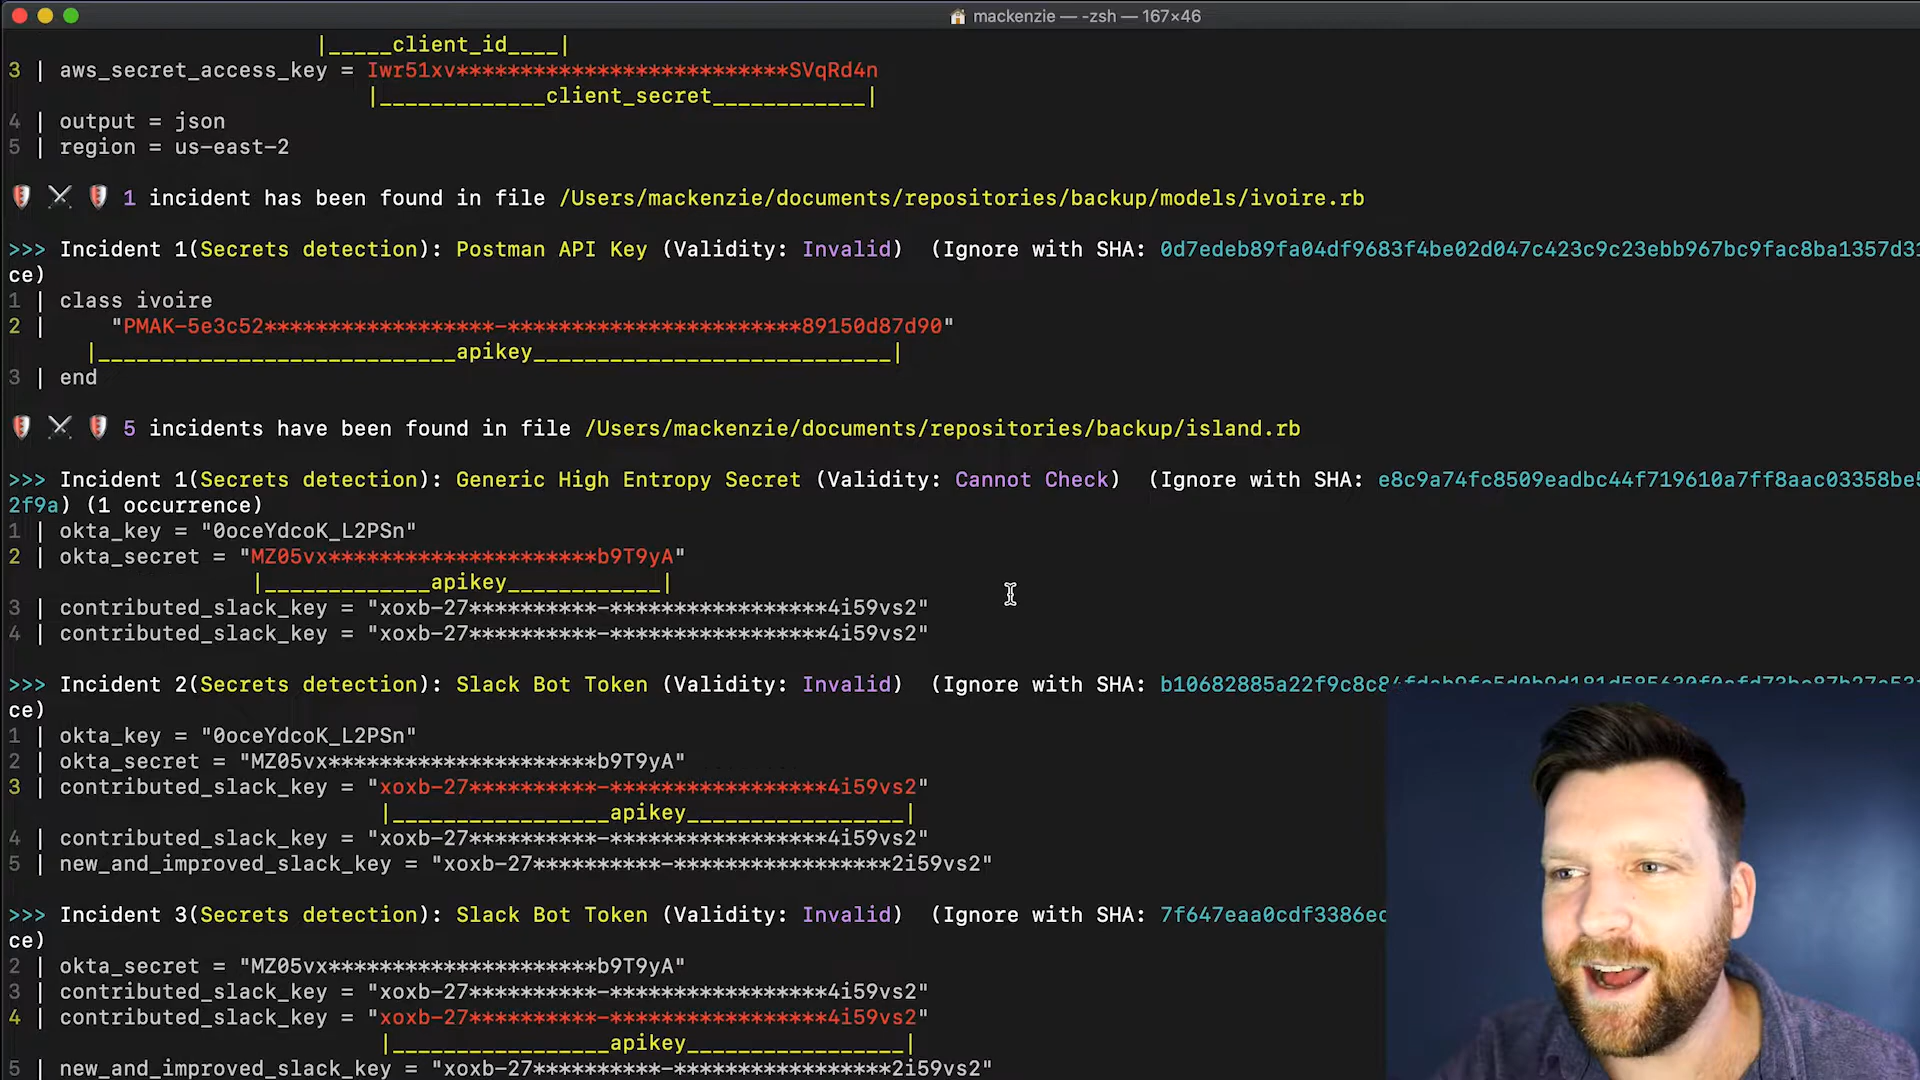 mackenzie — -zsh — 167×46
|_____client_id____|
3 | aws_secret_access_key = Iwr51xv**************************SVqRd4n
|_____________client_secret____________|
4 | output = json
5 | region = us-east-2
1 incident has been found in file /Users/mackenzie/documents/repositories/backup/models/ivoire.rb
>>> Incident 1(Secrets detection): Postman API Key (Validity: Invalid)  (Ignore with SHA: 0d7edeb89fa04df9683f4be02d047c423c9c23ebb967bc9fac8ba1357d31
ce)
1 | class ivoire
2 |     "PMAK-5e3c52******************-***********************89150d87d90"
|____________________________apikey____________________________|
3 | end
5 incidents have been found in file /Users/mackenzie/documents/repositories/backup/island.rb
>>> Incident 1(Secrets detection): Generic High Entropy Secret (Validity: Cannot Check)  (Ignore with SHA: e8c9a74fc8509eadbc44f719610a7ff8aac03358be5
2f9a) (1 occurrence)
1 | okta_key = "0oceYdcoK_L2PSn"
2 | okta_secret = "MZ05vx*********************b9T9yA"
|_____________apikey____________|
3 | contributed_slack_key = "xoxb-27**********-*****************4i59vs2"
4 | contributed_slack_key = "xoxb-27**********-*****************4i59vs2"
>>> Incident 2(Secrets detection): Slack Bot Token (Validity: Invalid)  (Ignore with SHA:
ce)
1 | okta_key = "0oceYdcoK_L2PSn"
2 | okta_secret = "MZ05vx*********************b9T9yA"
3 | contributed_slack_key = "xoxb-27**********-*****************4i59vs2"
|_________________apikey_________________|
4 | contributed_slack_key = "xoxb-27**********-*****************4i59vs2"
5 | new_and_improved_slack_key = "xoxb-27**********-*****************2i59vs2"
>>> Incident 3(Secrets detection): Slack Bot Token (Validity: Invalid)  (Ignore with SHA: 7f647eaa0cdf3386ec
ce)
2 | okta_secret = "MZ05vx*********************b9T9yA"
3 | contributed_slack_key = "xoxb-27**********-*****************4i59vs2"
4 | contributed_slack_key = "xoxb-27**********-*****************4i59vs2"
|_________________apikey_________________|
5 | new_and_improved_slack_key = "xoxb-27**********-*****************2i59vs2"